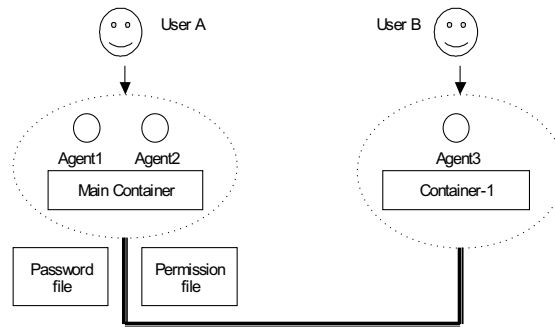 User A
User B
Agent1
Agent2
Agent3
Main Container
Container-1
Password
file
Permission
file